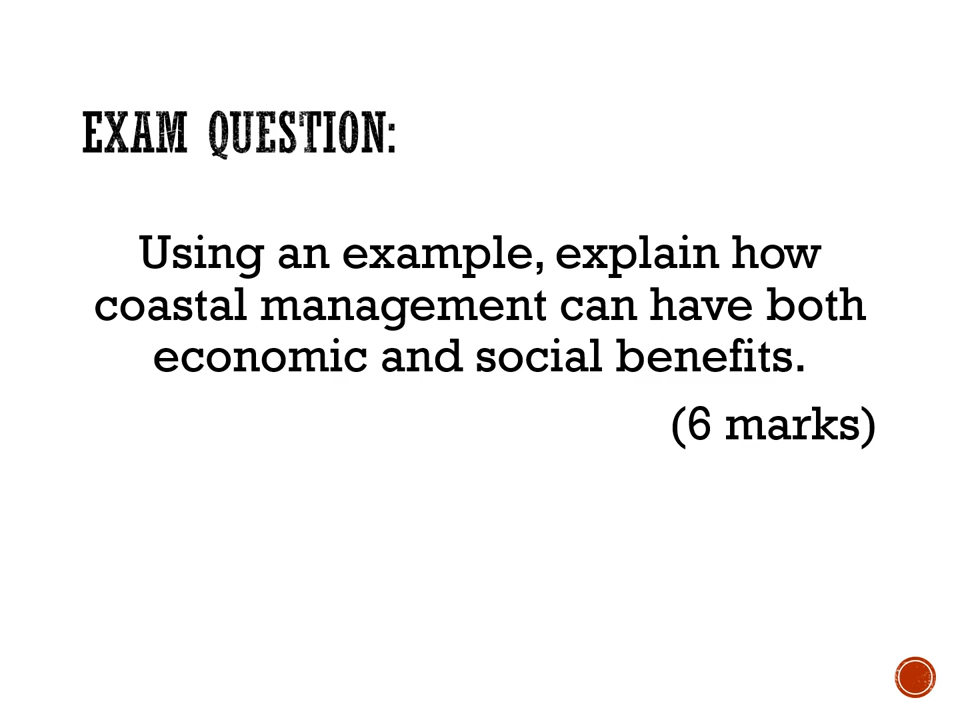 EXAM QUESTION:
Using an example, explain how
coastal management can have both
economic and social benefits.
(6 marks)